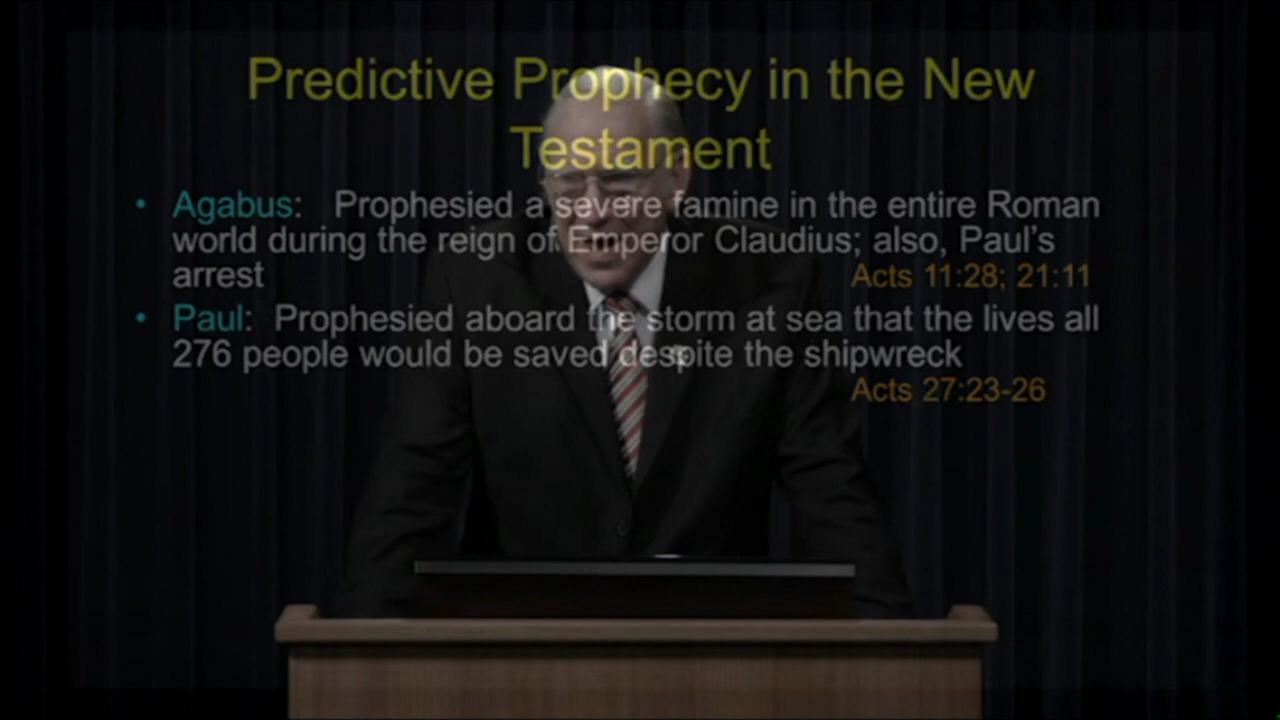 Predictive Prophecy in the New
Testament
• Agabus: Prophesied a severe famine in the entire Roman
world during the reign of Emperor Claudius; also, Paul's
arrest Acts 11:28; 21:11
• Paul: Prophesied aboard the storm at sea that the lives all
276 people would be saved despite the shipwreck
Acts 27:23-26